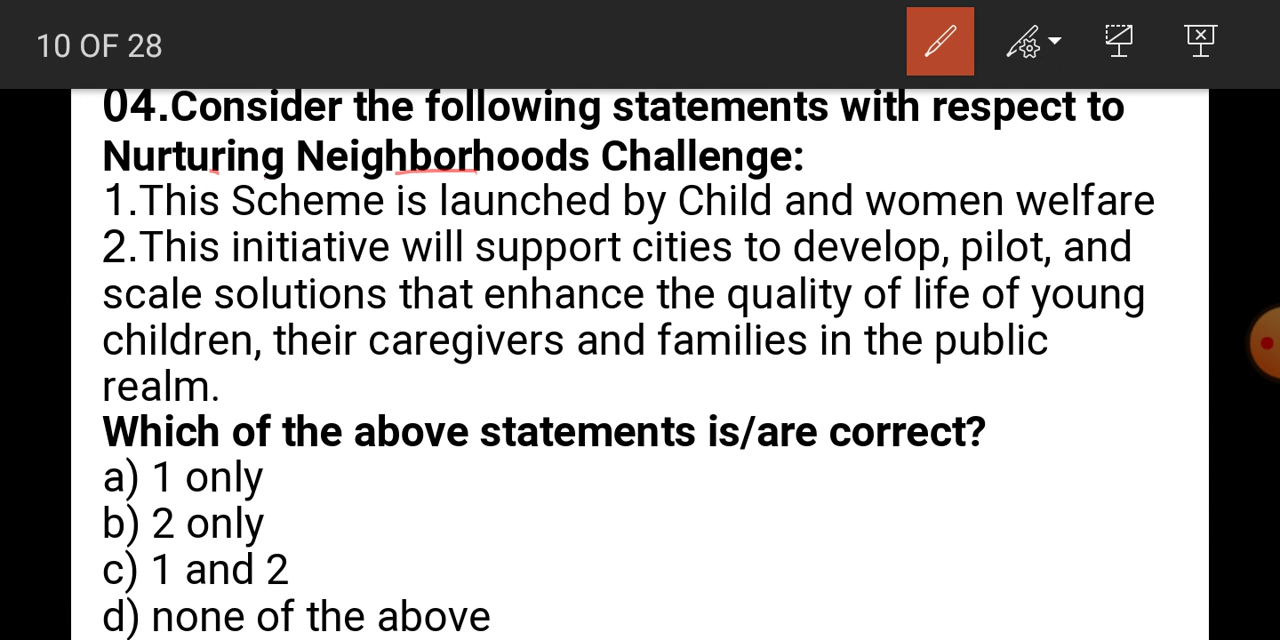 10 OF 28
04.Consider the following statements with respect to
Nurturing Neighborhoods Challenge:
1.This Scheme is launched by Child and women welfare
2.This initiative will support cities to develop, pilot, and
scale solutions that enhance the quality of life of young
children, their caregivers and families in the public
realm.
Which of the above statements is/are correct?
a) 1 only
b) 2 only
c) 1 and 2
d) none of the above